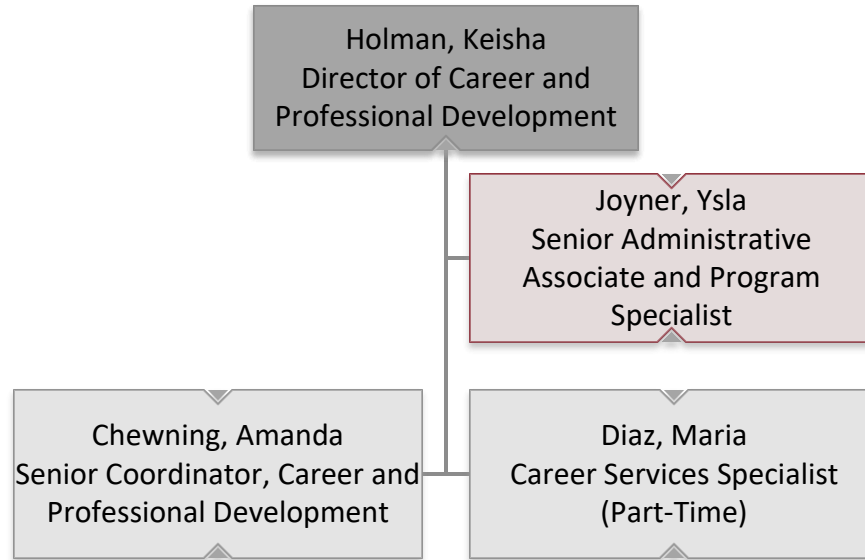 Holman, Keisha
Director of Career and
Professional Development
Joyner, Ysla
Senior Administrative
Associate and Program
Specialist
Chewning, Amanda
Senior Coordinator, Career and
Professional Development
Diaz, Maria
Career Services Specialist
(Part-Time)